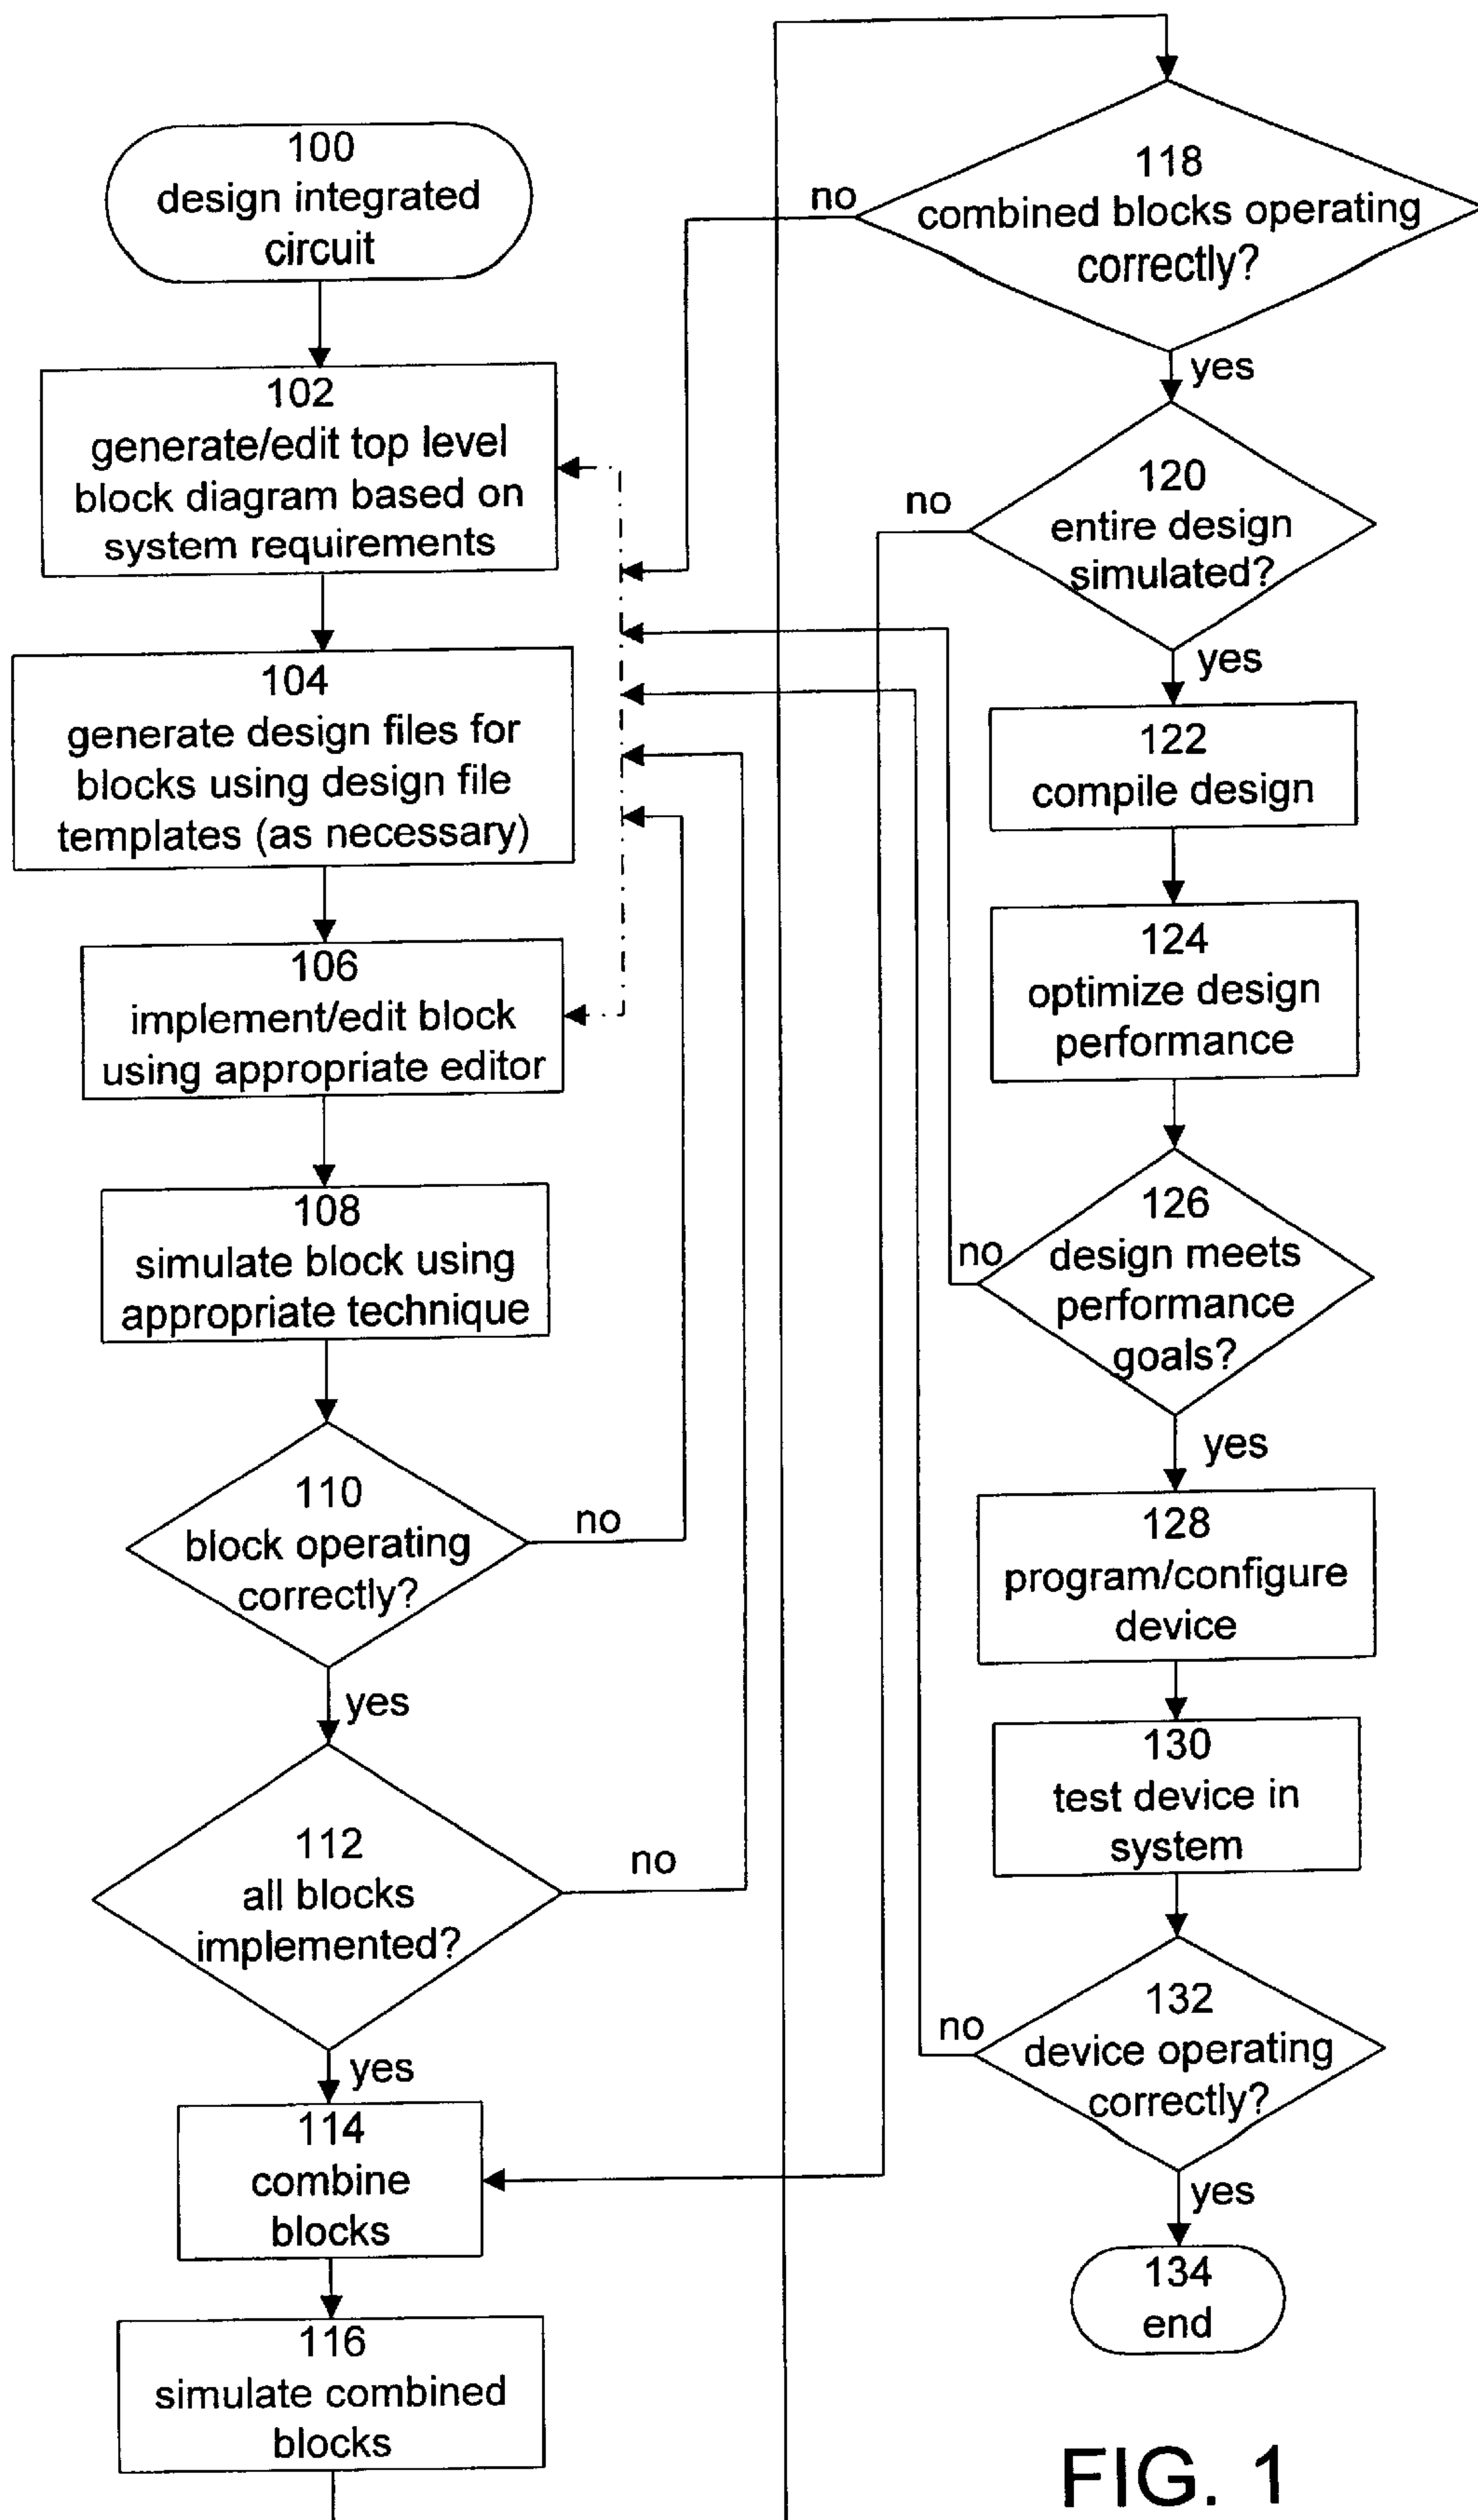 100
design integrated
circuit
102
generate/edit top level
block diagram based on
system requirements
104
generate design files for
blocks using design file
templates (as necessary)
106
implement/edit block
using appropriate editor
108
simulate block using
appropriate technique
110
block operating
correctly?
no
yes
112
all blocks
implemented?
no
yes
114
combine
blocks
116
simulate combined
blocks
118
combined blocks operating
correctly?
no
yes
120
entire design
simulated?
no
yes
122
compile design
124
optimize design
performance
126
design meets
performance
goals?
no
yes
128
program/configure
device
130
test device in
system
132
device operating
correctly?
no
yes
134
end
FIG. 1